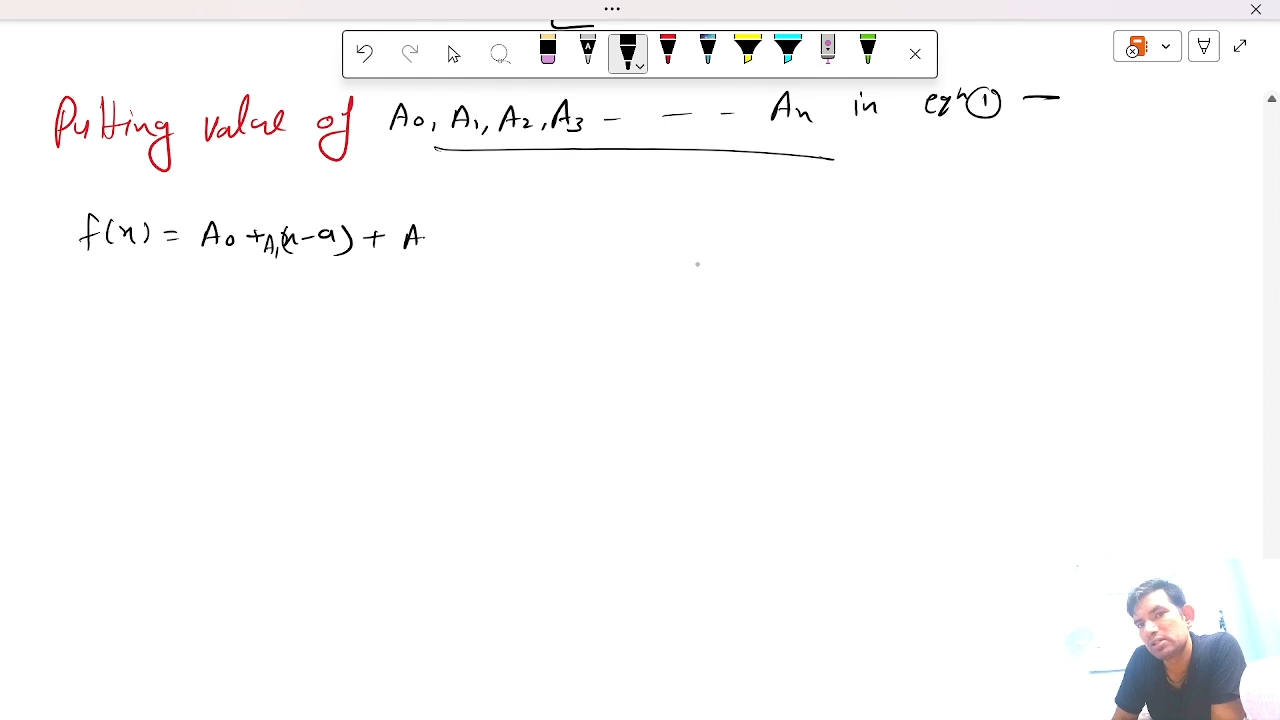 Putting value of A0, A1, A2, A3 - - - An in eqn ① —
f(x) = A0 + A1(x-a) + A